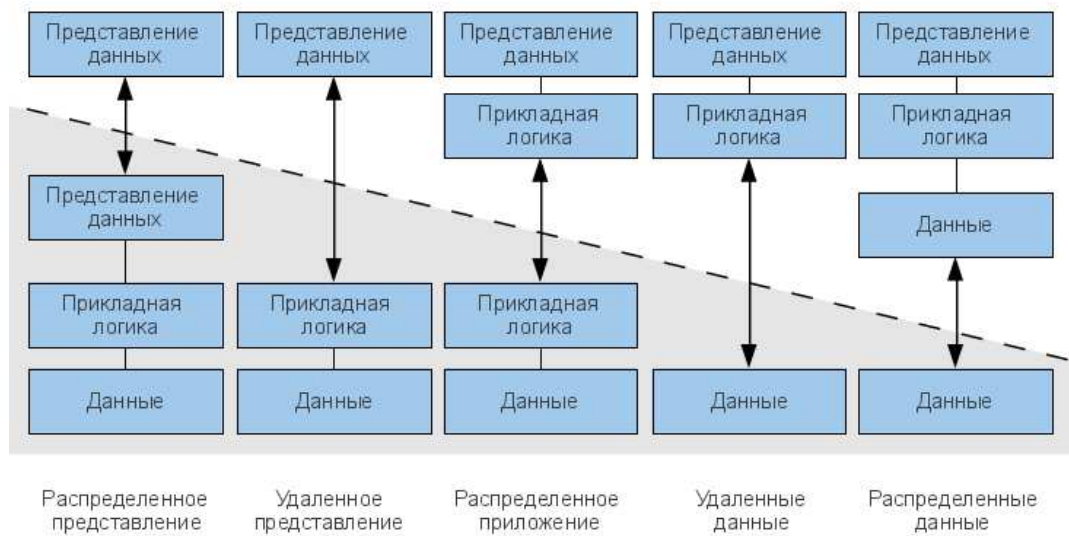 Представление
данных
Представление
данных
Представление
данных
Представление
данных
Представление
данных
Прикладная
логика
Прикладная
логика
Прикладная
логика
Представление
данных
Данные
Прикладная
логика
Прикладная
логика
Прикладная
логика
Данные
Данные
Данные
Данные
Данные
Распределенное
представление
Удаленное
представление
Распределенное
приложение
Удаленные
данные
Распределенные
данные